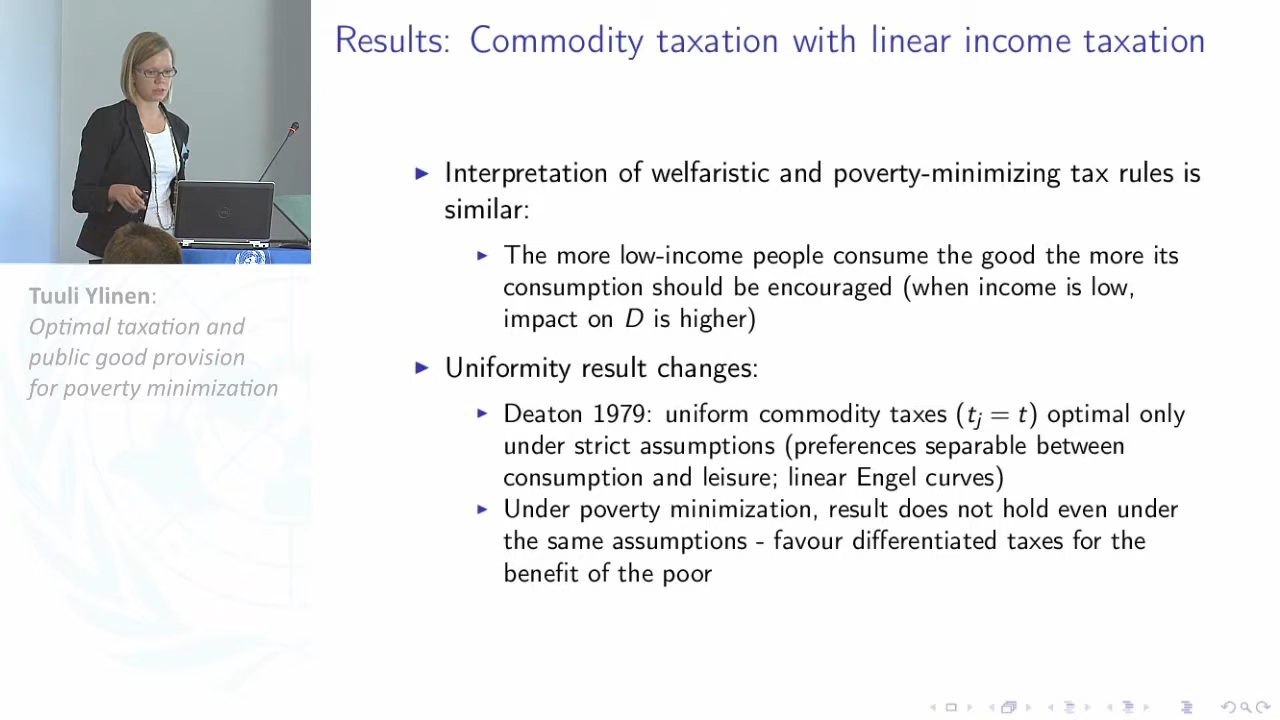 Results: Commodity taxation with linear income taxation
Interpretation of welfaristic and poverty-minimizing tax rules is
similar:
The more low-income people consume the good the more its
consumption should be encouraged (when income is low,
impact on D is higher)
Uniformity result changes:
Deaton 1979: uniform commodity taxes (tj = t) optimal only
under strict assumptions (preferences separable between
consumption and leisure; linear Engel curves)
Under poverty minimization, result does not hold even under
the same assumptions - favour differentiated taxes for the
benefit of the poor
Tuuli Ylinen:
Optimal taxation and
public good provision
for poverty minimization